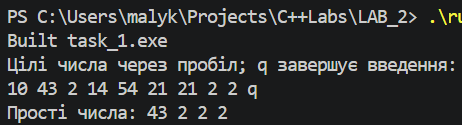 PS C:\Users\malyk\Projects\C++Labs\LAB_2> .\ru
Built task_1.exe
Цілі числа через пробіл; q завершує введення:
10 43 2 14 54 21 21 2 2 q
Прості числа: 43 2 2 2